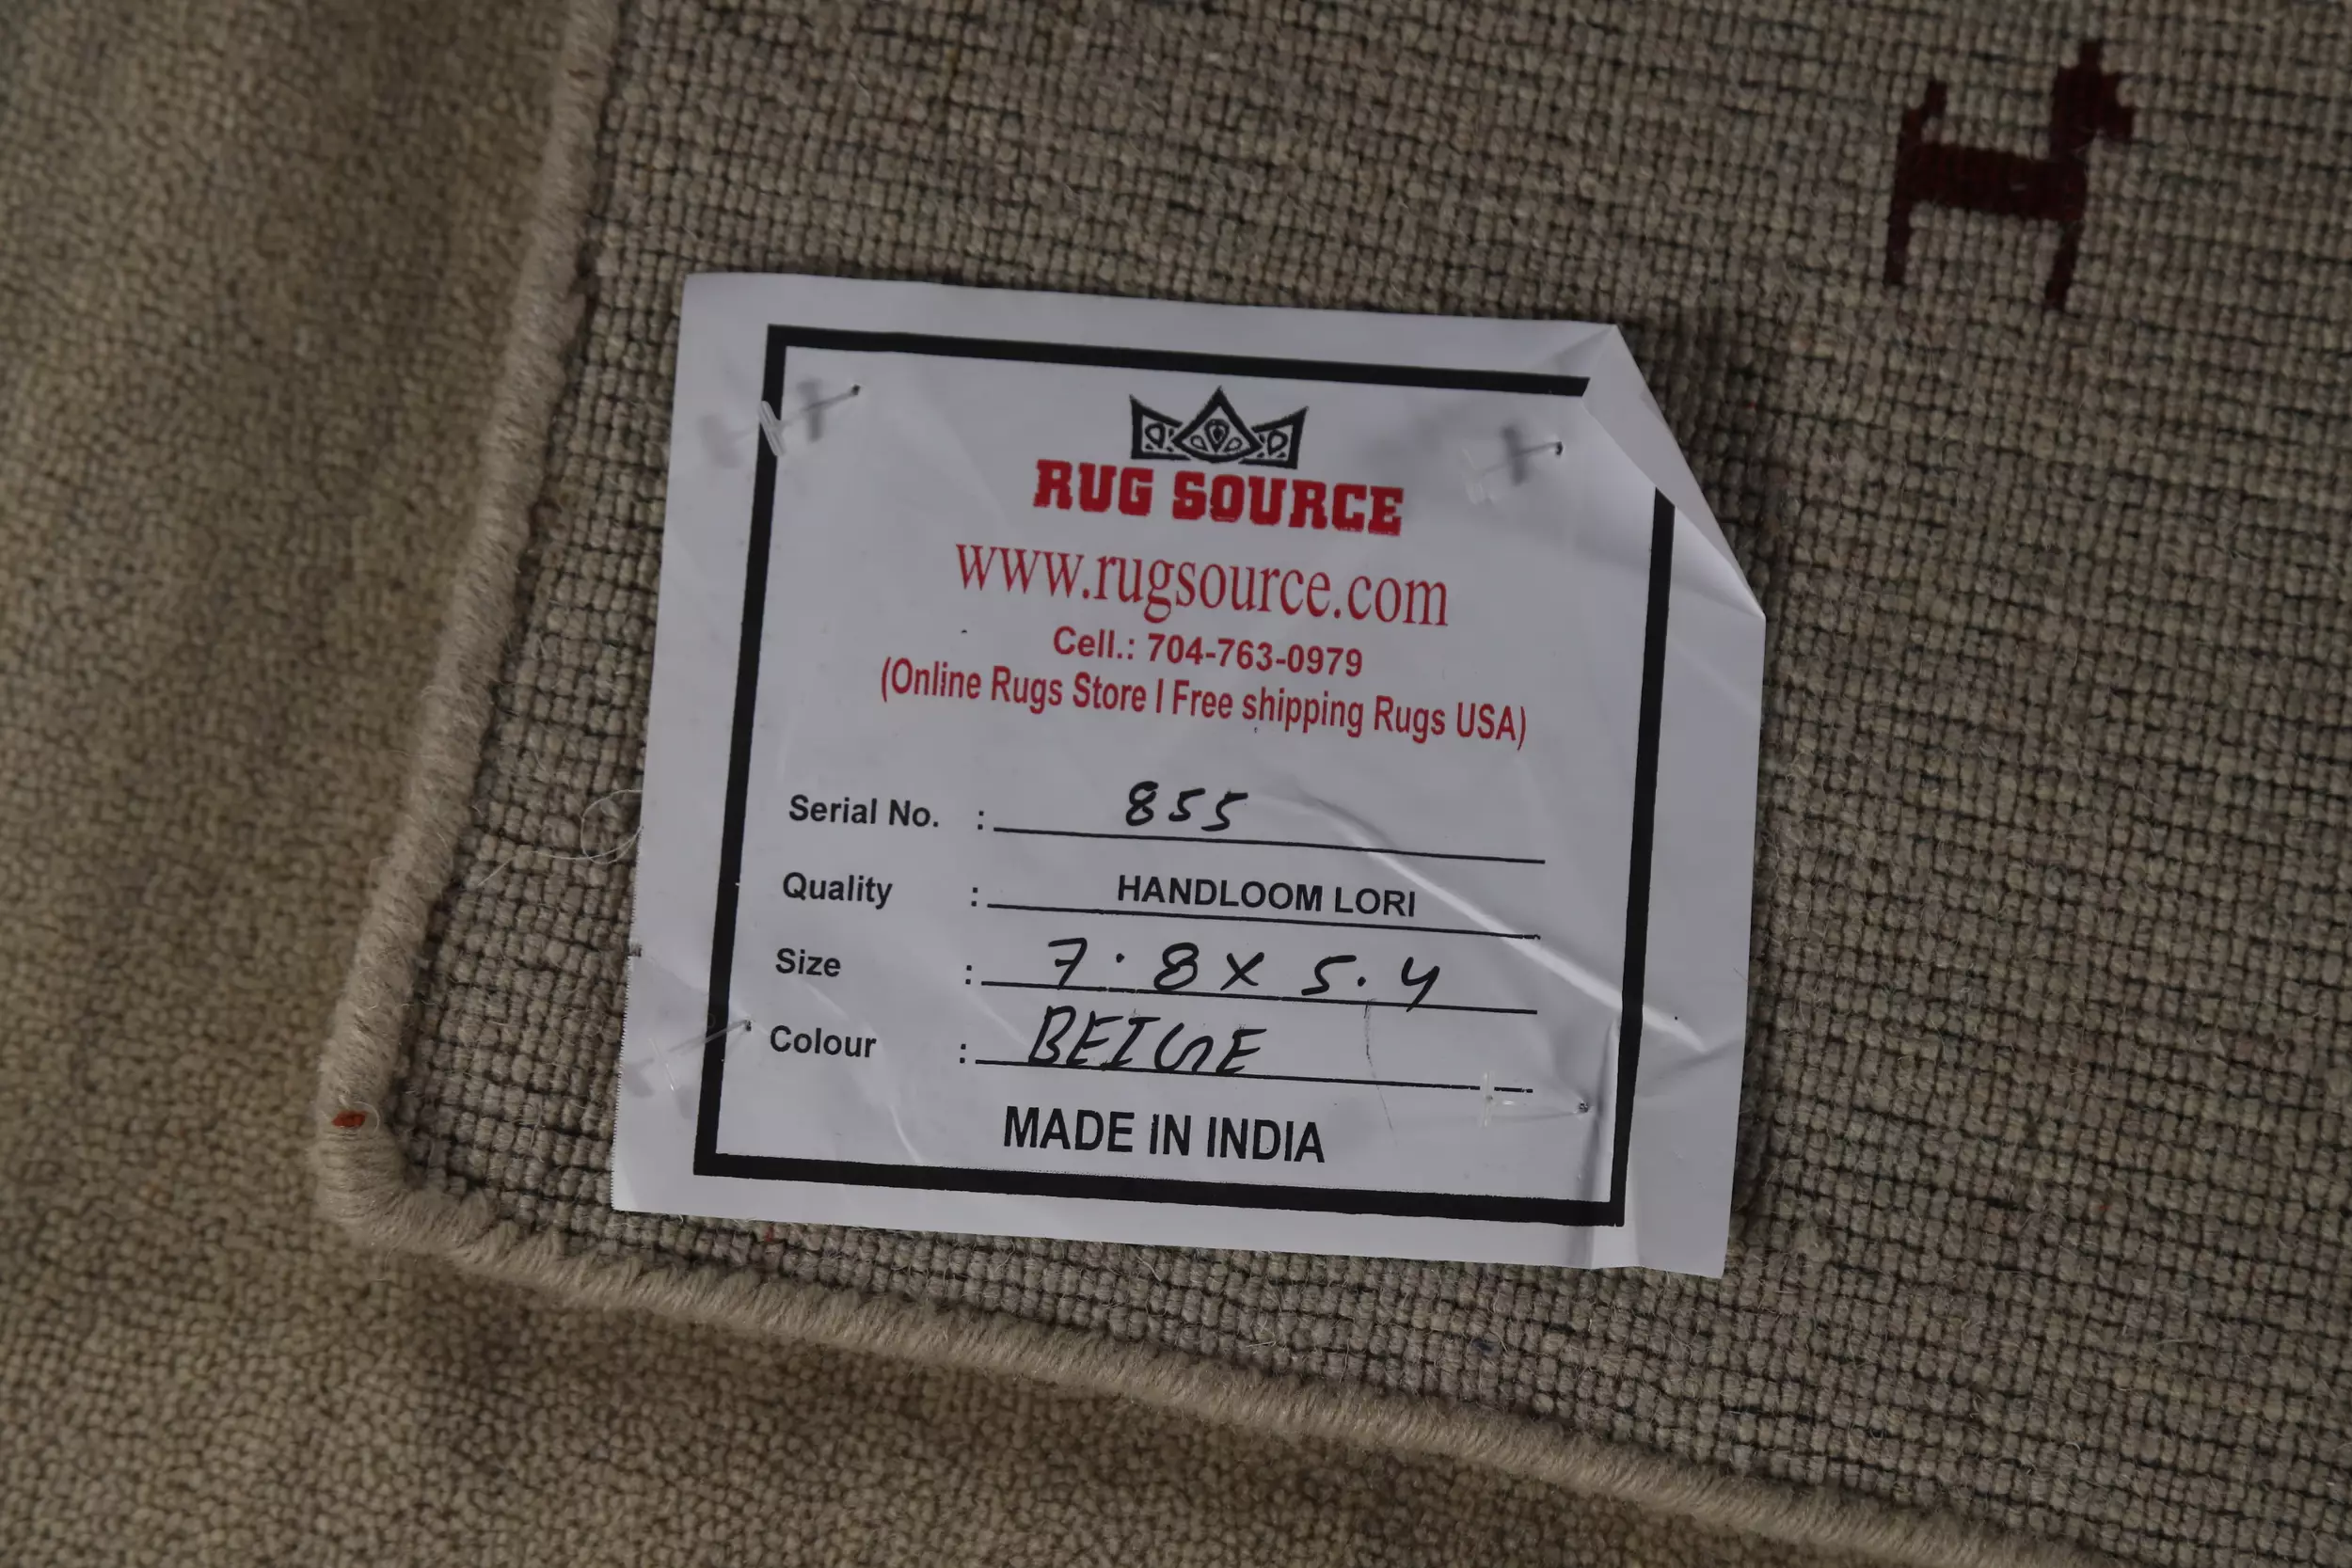 RUG SOURCE
www.rugsource.com
Cell.: 704-763-0979
(Online Rugs Store I Free shipping Rugs USA)
Serial No. : 855
Quality : HANDLOOM LORI
Size : 7.8 x 5.4
Colour : BEIGE
MADE IN INDIA